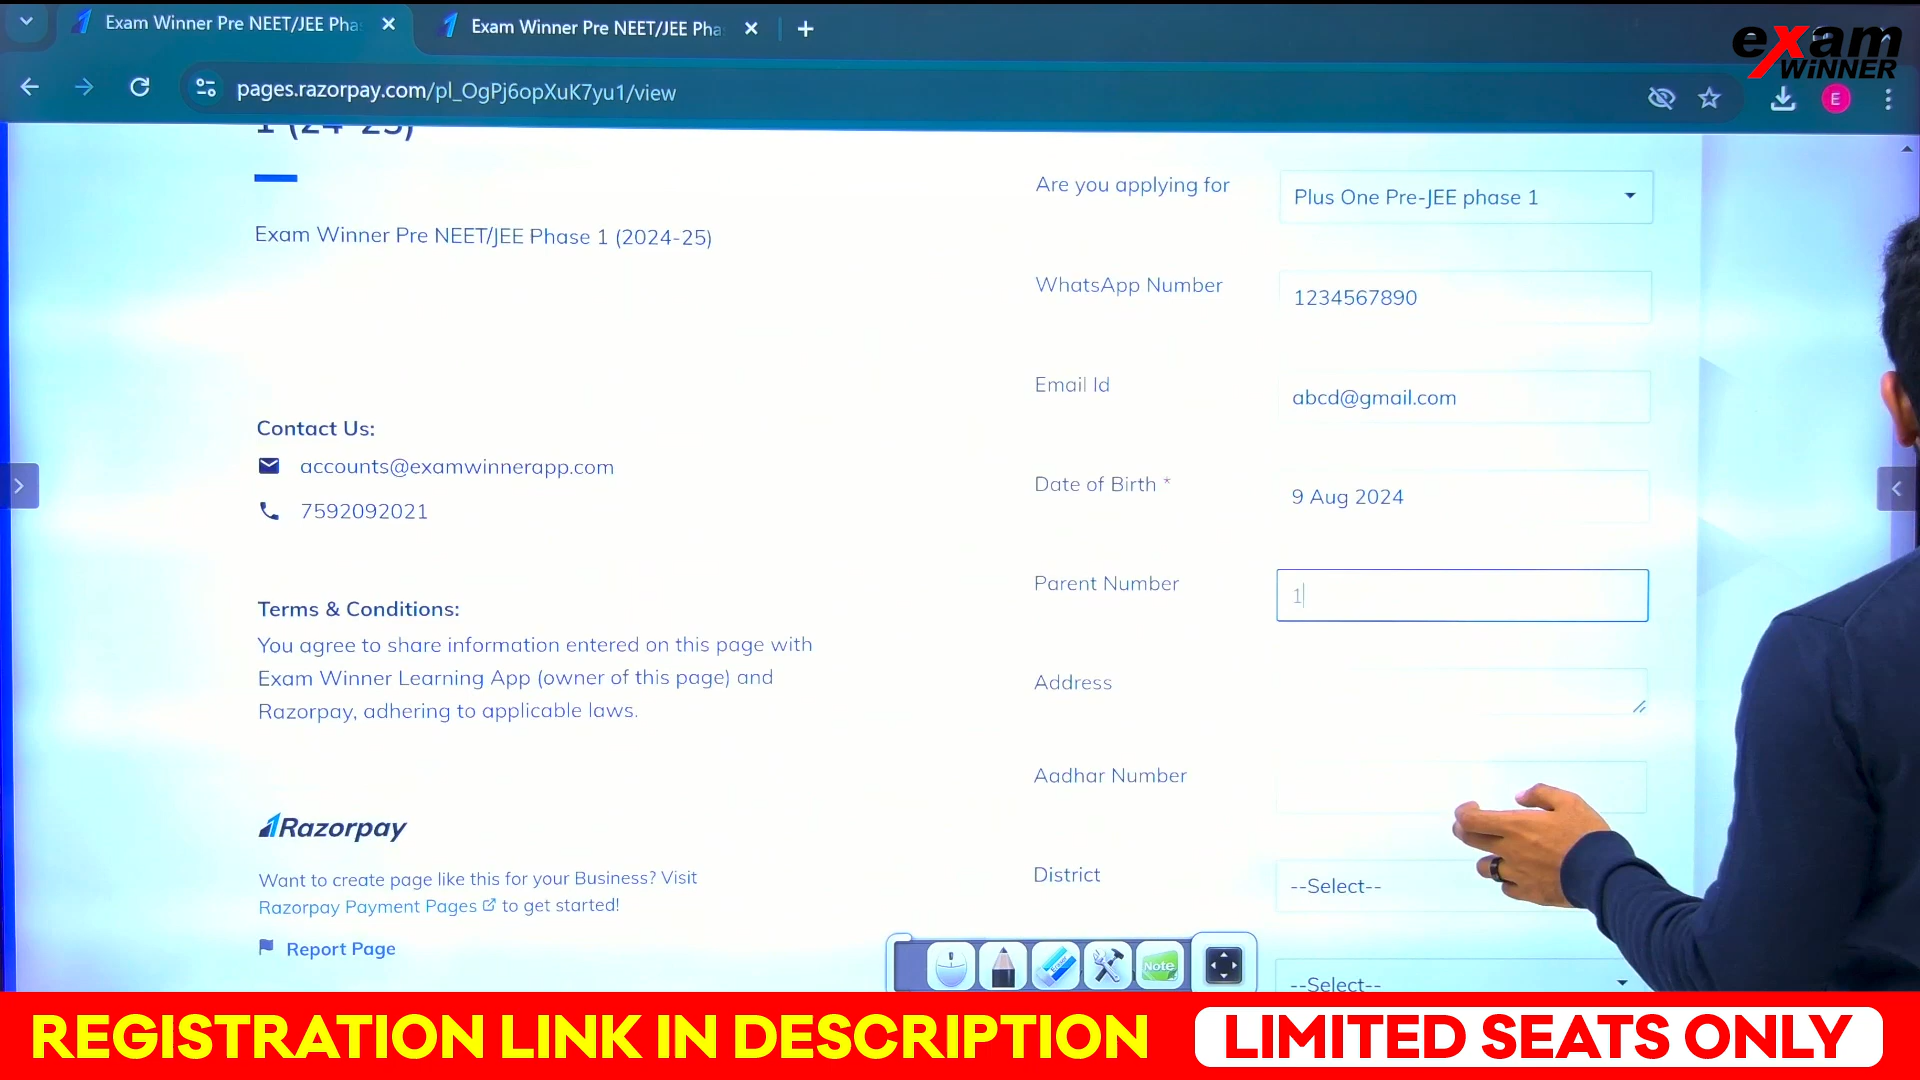 Exam Winner Pre NEET/JEE Pha
Exam Winner Pre NEET/JEE Pha
exam
WiNNER
pages.razorpay.com/pl_OgPj6opXuK7yu1/view
E
1 (24-25)
Are you applying for
Plus One Pre-JEE phase 1
Exam Winner Pre NEET/JEE Phase 1 (2024-25)
WhatsApp Number
1234567890
Email Id
abcd@gmail.com
Contact Us:
accounts@examwinnerapp.com
Date of Birth *
9 Aug 2024
7592092021
Parent Number
1
Terms & Conditions:
You agree to share information entered on this page with
Exam Winner Learning App (owner of this page) and
Razorpay, adhering to applicable laws.
Address
Aadhar Number
Razorpay
District
--Select--
Want to create page like this for your Business? Visit
Razorpay Payment Pages to get started!
Report Page
Note
--Select--
REGISTRATION LINK IN DESCRIPTION
LIMITED SEATS ONLY